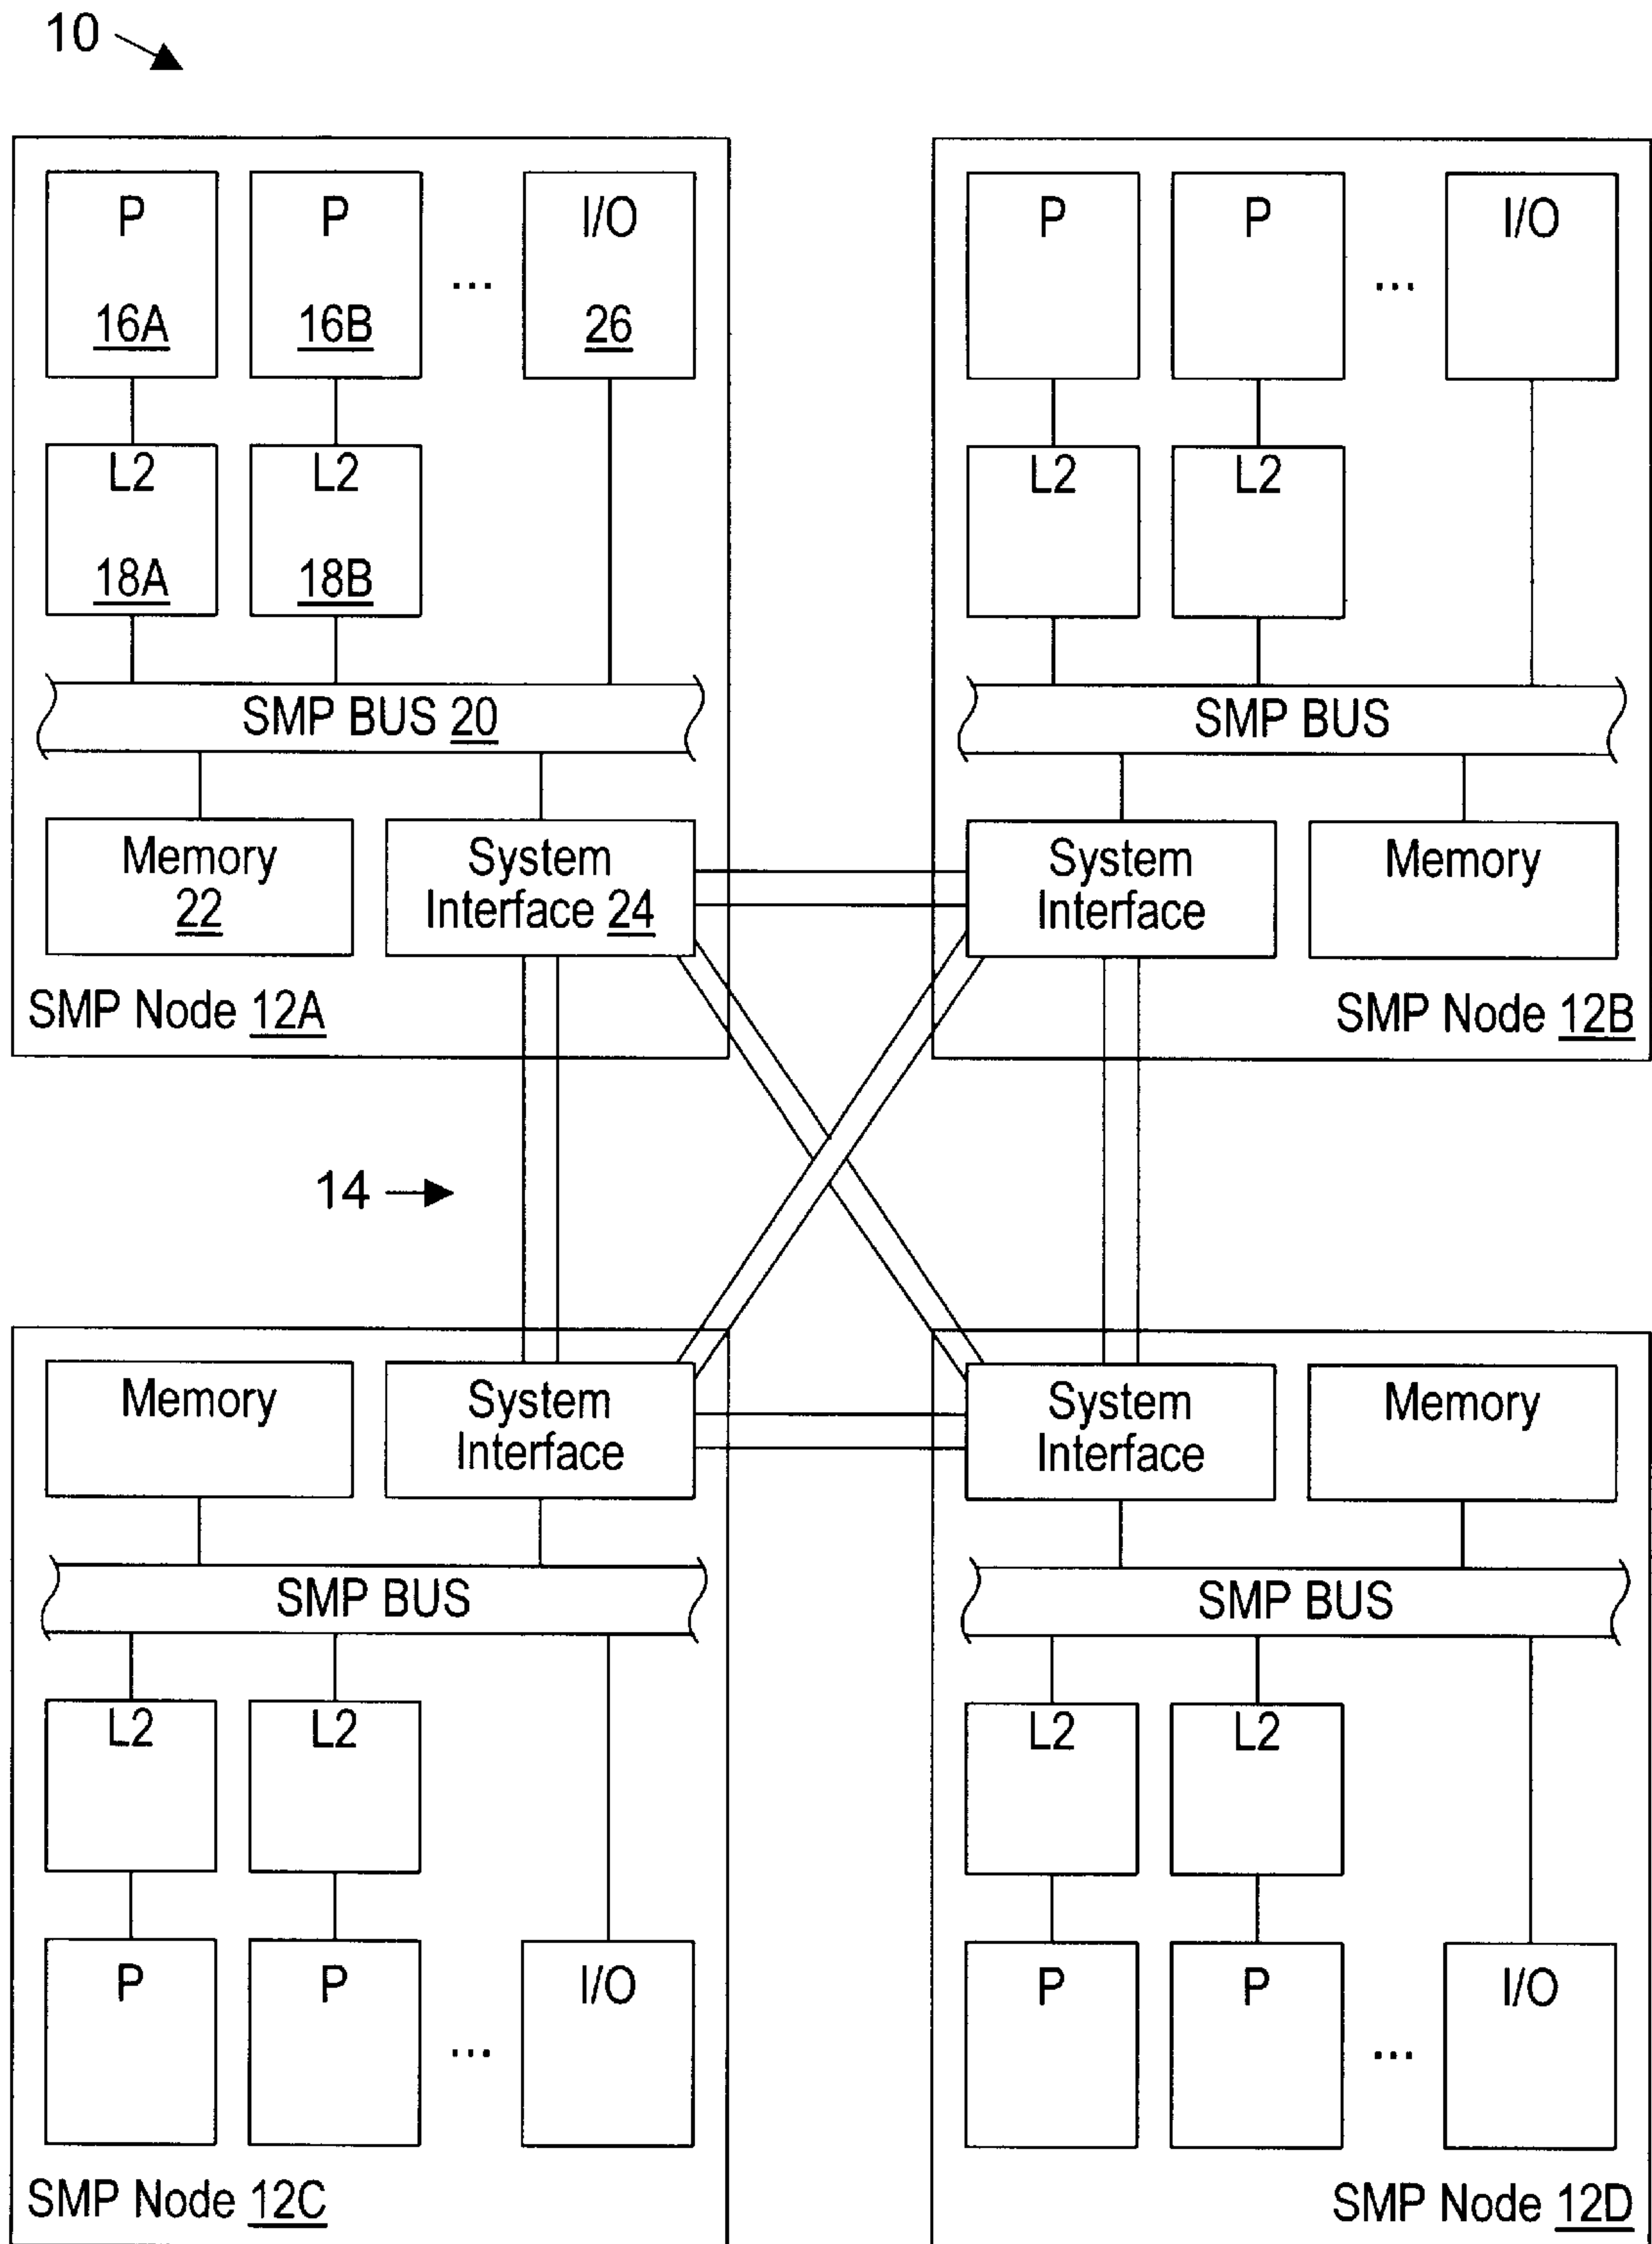 10
P P I/O
16A 16B ... 26
L2 L2
18A 18B
SMP BUS 20
Memory
22
System
Interface 24
SMP Node 12A
P P ... I/O
L2 L2
SMP BUS
System
Interface
Memory
SMP Node 12B
14
Memory
System
Interface
SMP BUS
L2 L2
P P ... I/O
SMP Node 12C
System
Interface
Memory
SMP BUS
L2 L2
P P ... I/O
SMP Node 12D